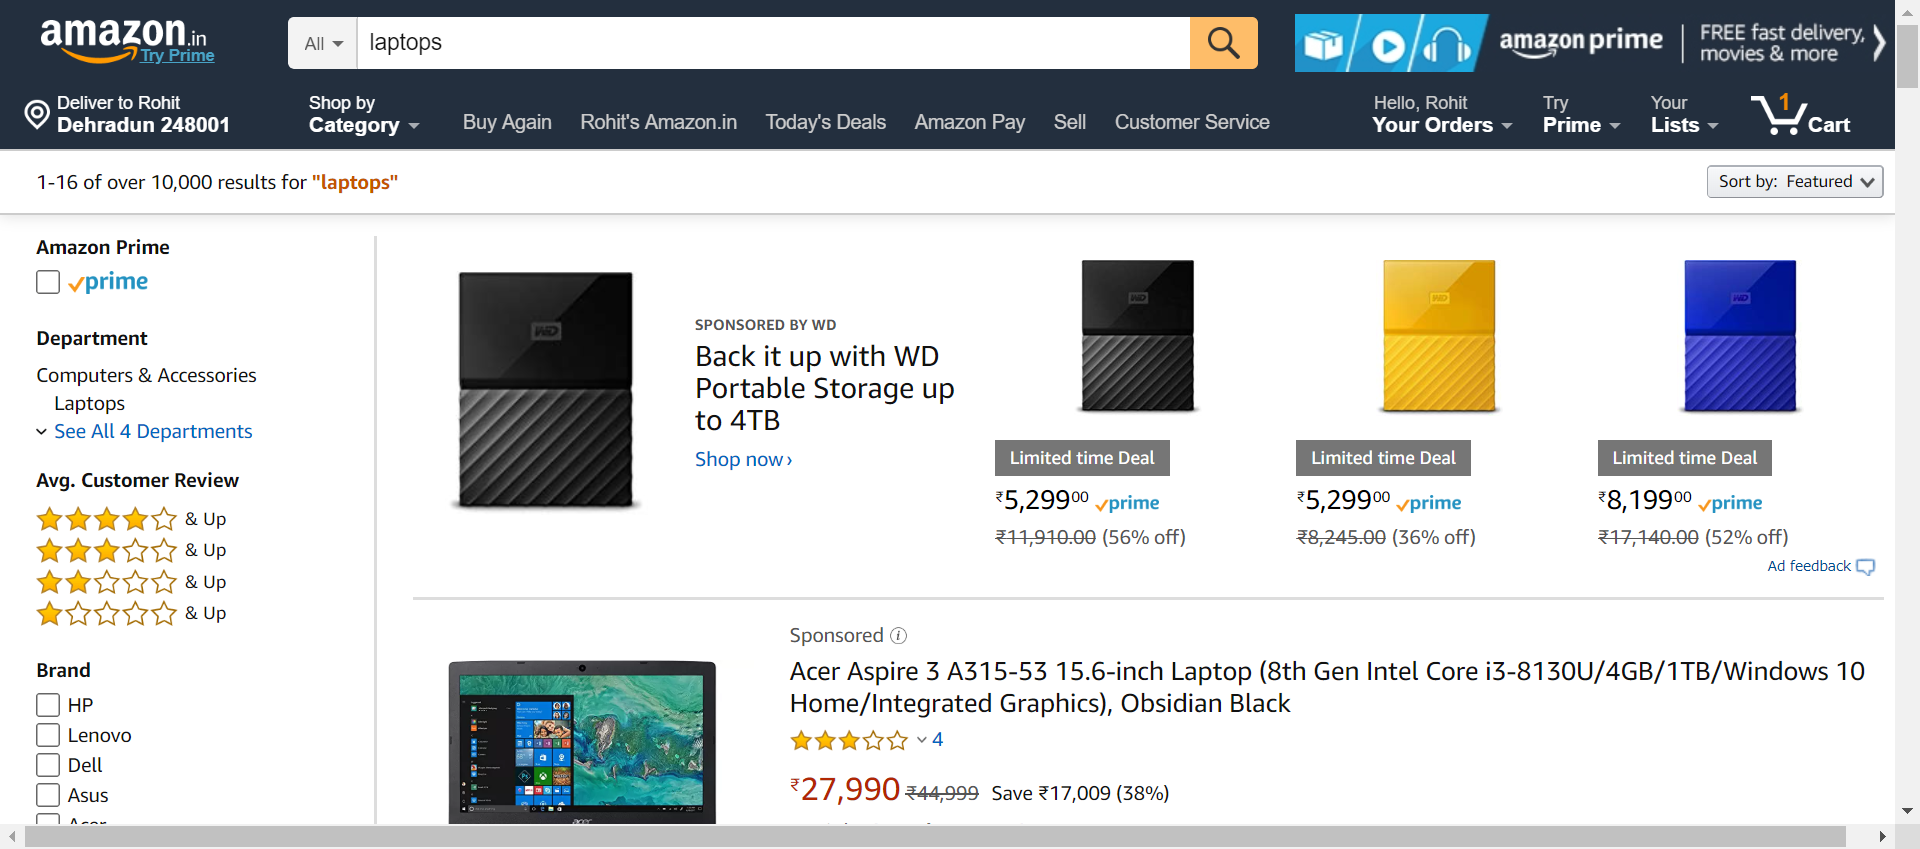 amazon.in
Try Prime
All
laptops
amazon prime
FREE fast delivery,
movies & more
Deliver to Rohit
Dehradun 248001
Shop by
Category
Buy Again
Rohit's Amazon.in
Today's Deals
Amazon Pay
Sell
Customer Service
Hello, Rohit
Your Orders
Try
Prime
Your
Lists
1
Cart
1-16 of over 10,000 results for "laptops"
Sort by: Featured
Amazon Prime
prime
Department
Computers & Accessories
Laptops
See All 4 Departments
Avg. Customer Review
& Up
& Up
& Up
& Up
Brand
HP
Lenovo
Dell
Asus
Acer
WD
SPONSORED BY WD
Back it up with WD
Portable Storage up
to 4TB
Shop now ›
WD
Limited time Deal
₹5,29900 prime
₹11,910.00 (56% off)
WD
Limited time Deal
₹5,29900 prime
₹8,245.00 (36% off)
WD
Limited time Deal
₹8,19900 prime
₹17,140.00 (52% off)
Ad feedback
Sponsored
Acer Aspire 3 A315-53 15.6-inch Laptop (8th Gen Intel Core i3-8130U/4GB/1TB/Windows 10
Home/Integrated Graphics), Obsidian Black
4
₹27,990 ₹44,999 Save ₹17,009 (38%)